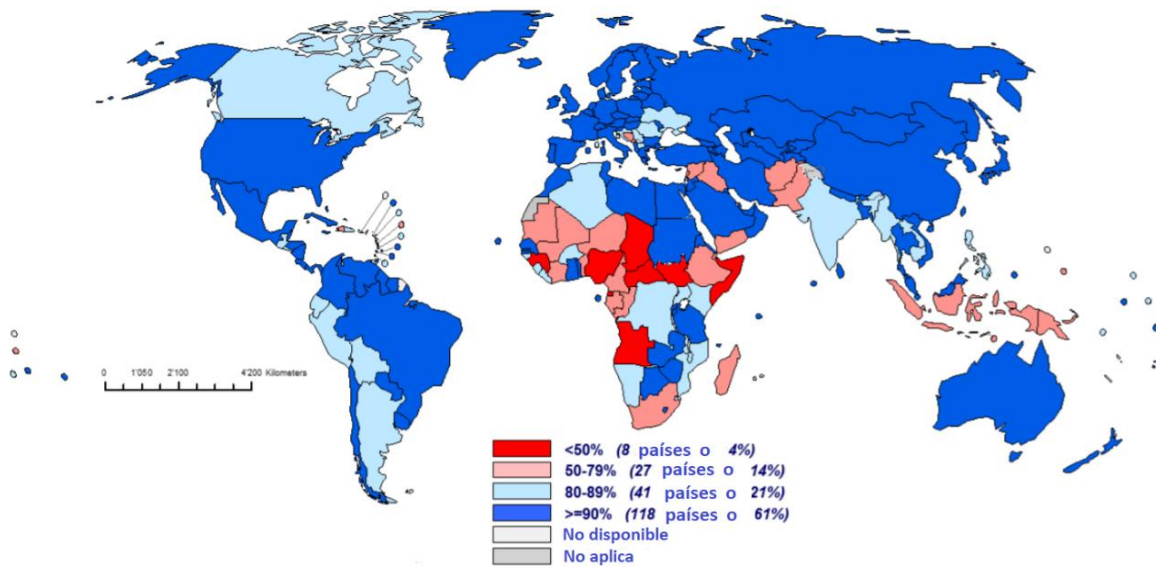 0 1'050 2'100 4'200 Kilometers
<50% (8 países o 4%)
50-79% (27 países o 14%)
80-89% (41 países o 21%)
>=90% (118 países o 61%)
No disponible
No aplica